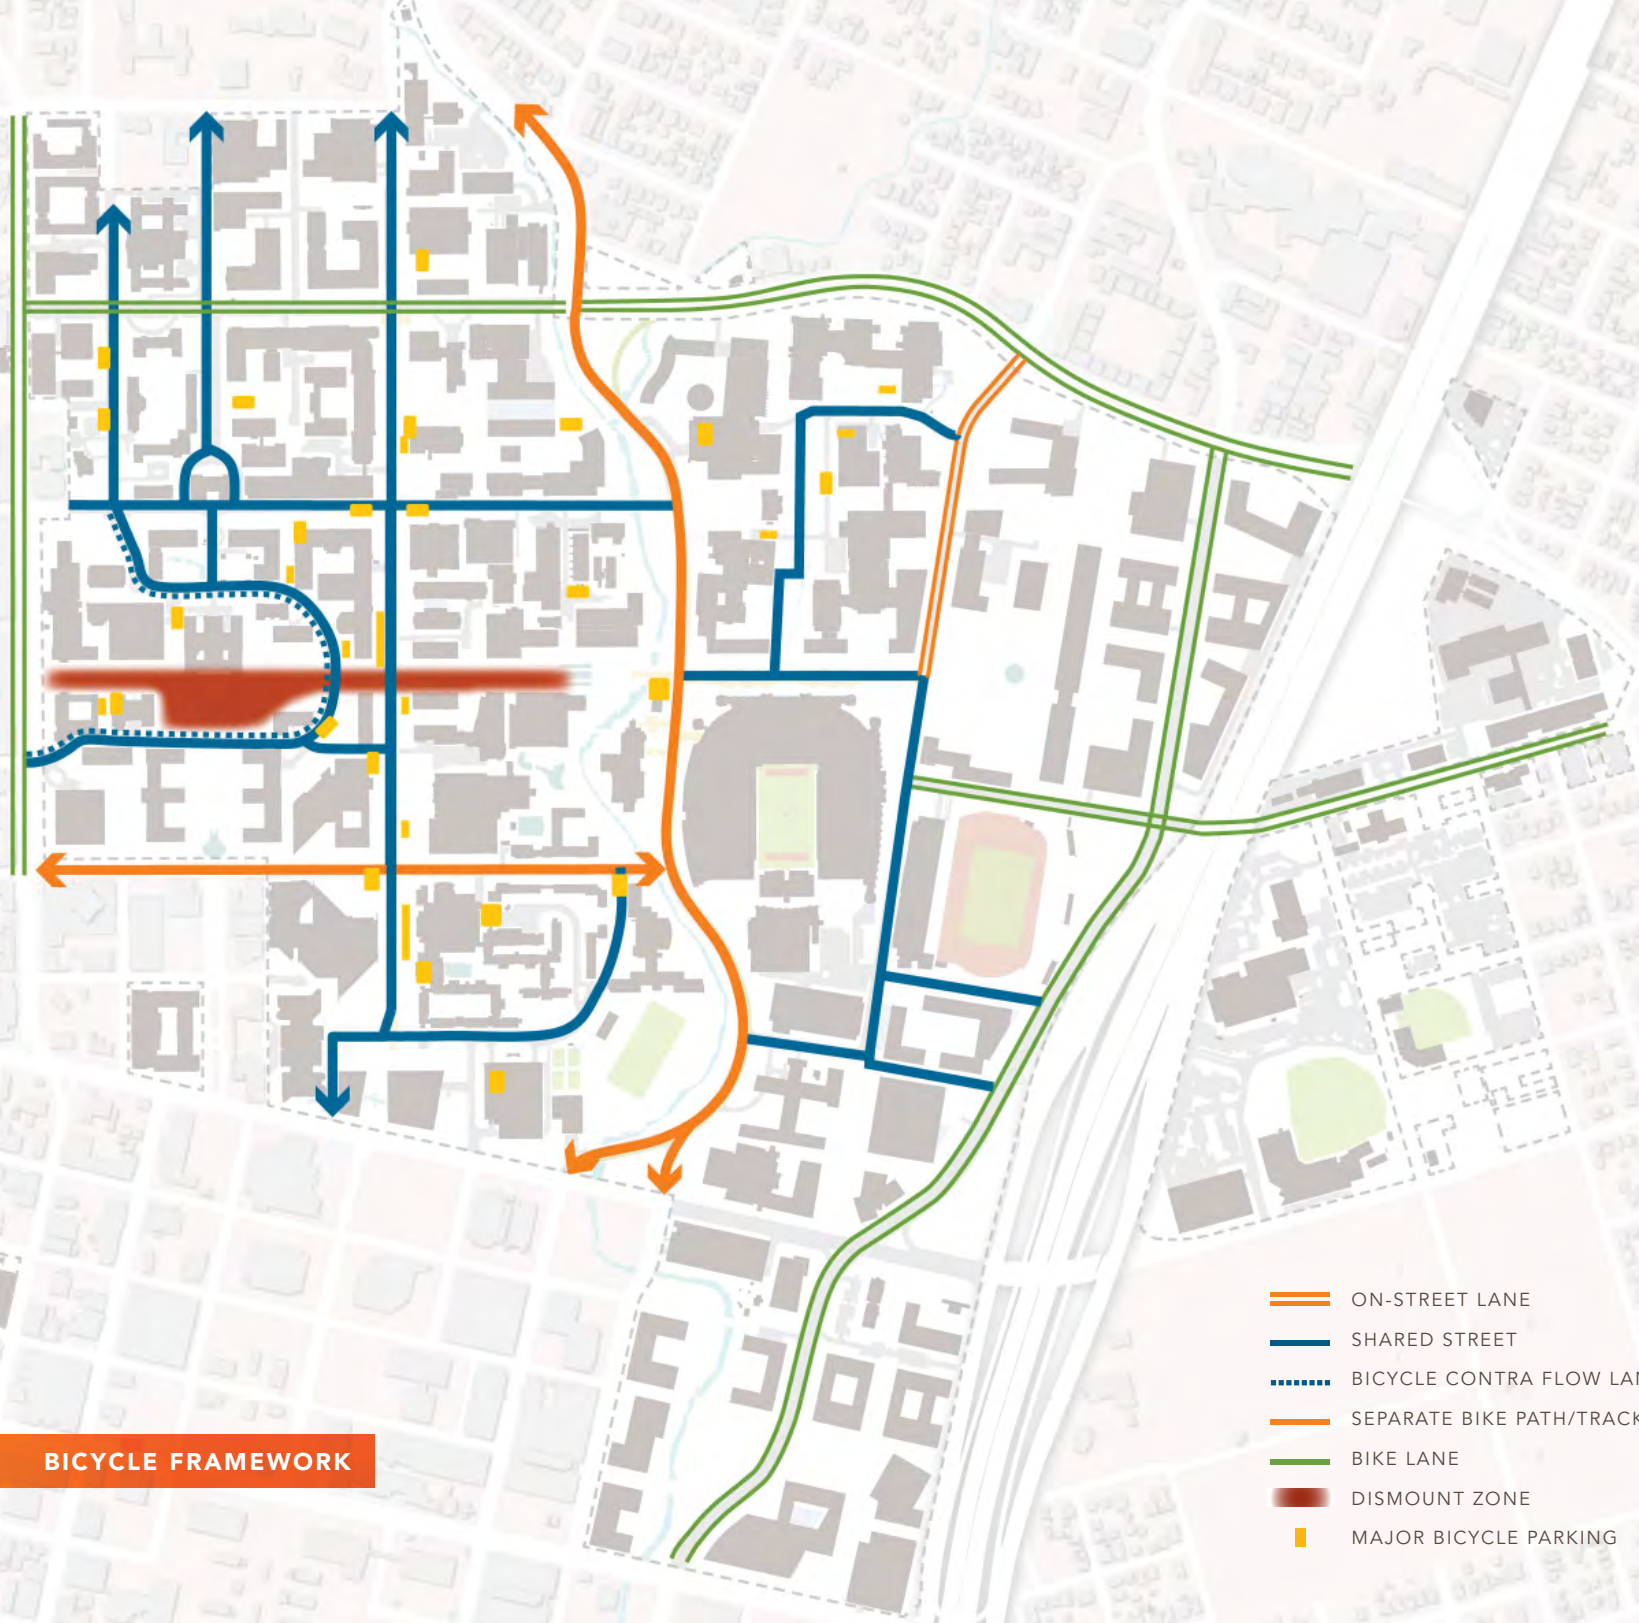 ON-STREET LANE
SHARED STREET
BICYCLE CONTRA FLOW LAN
SEPARATE BIKE PATH/TRACK
BIKE LANE
DISMOUNT ZONE
MAJOR BICYCLE PARKING
BICYCLE FRAMEWORK